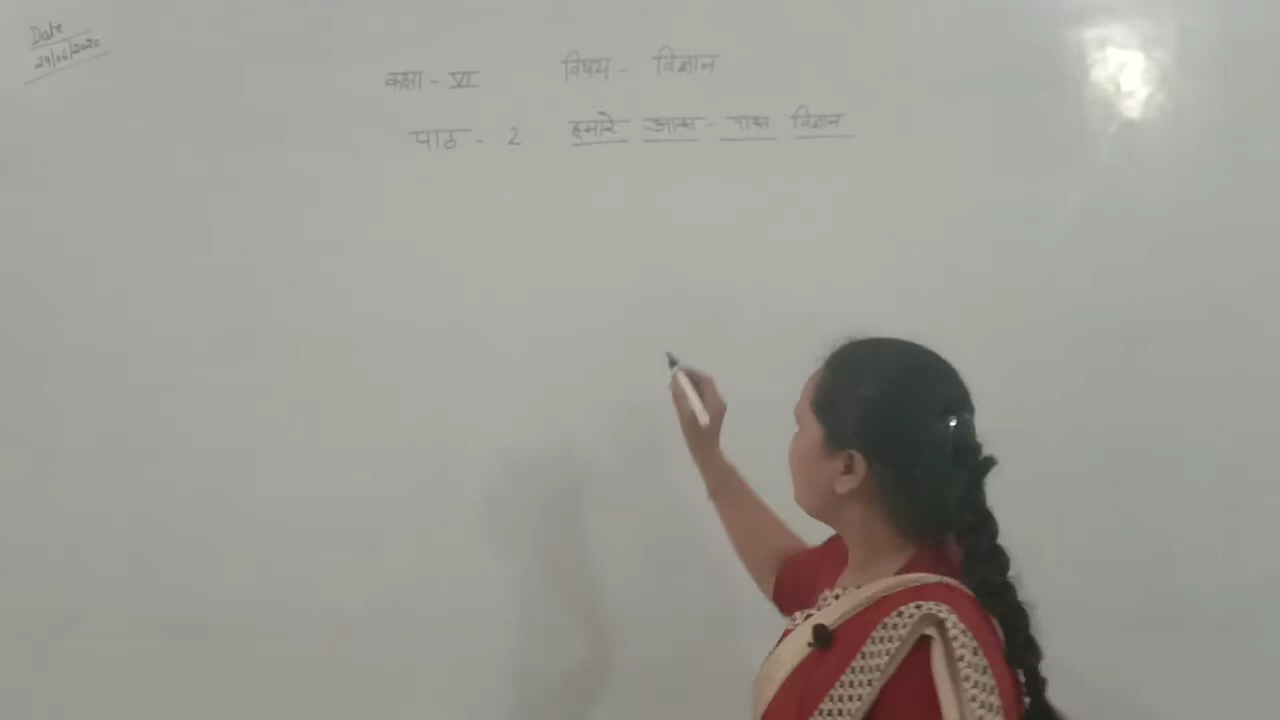 Date
29/06/2020
कक्षा - VI विषय - विज्ञान
पाठ - 2 हमारे आस - पास विज्ञान